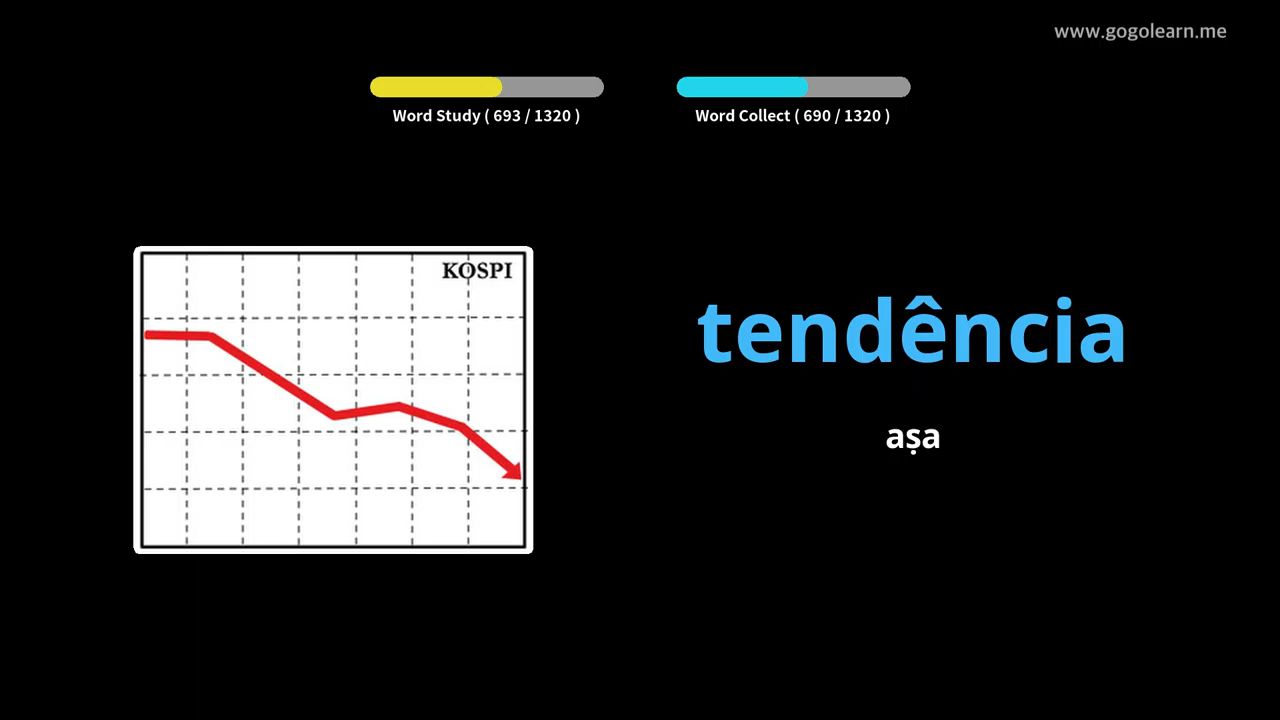 www.gogolearn.me
Word Study ( 693 / 1320 )
Word Collect ( 690 / 1320 )
KOSPI
tendência
aṣa